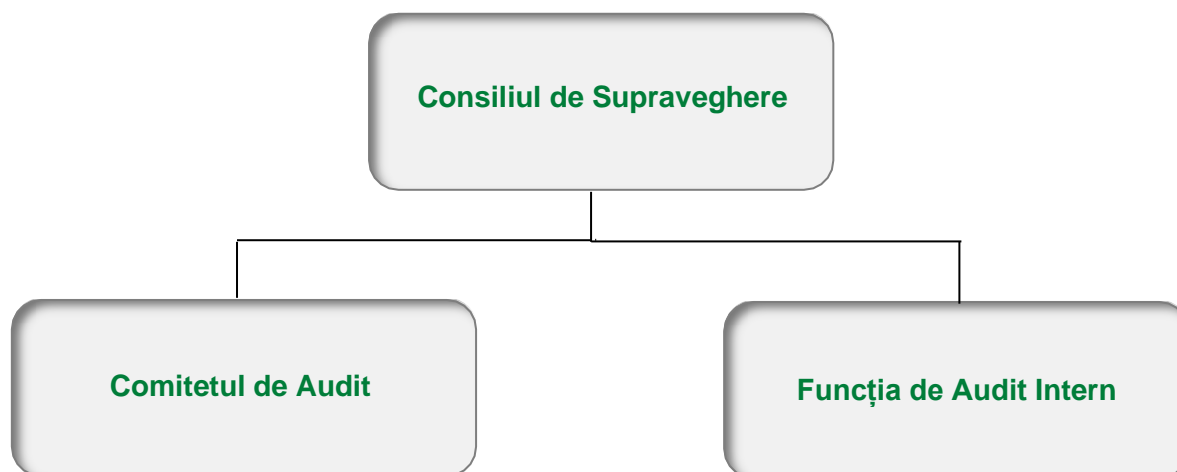 Consiliul de Supraveghere
Comitetul de Audit
Funcția de Audit Intern